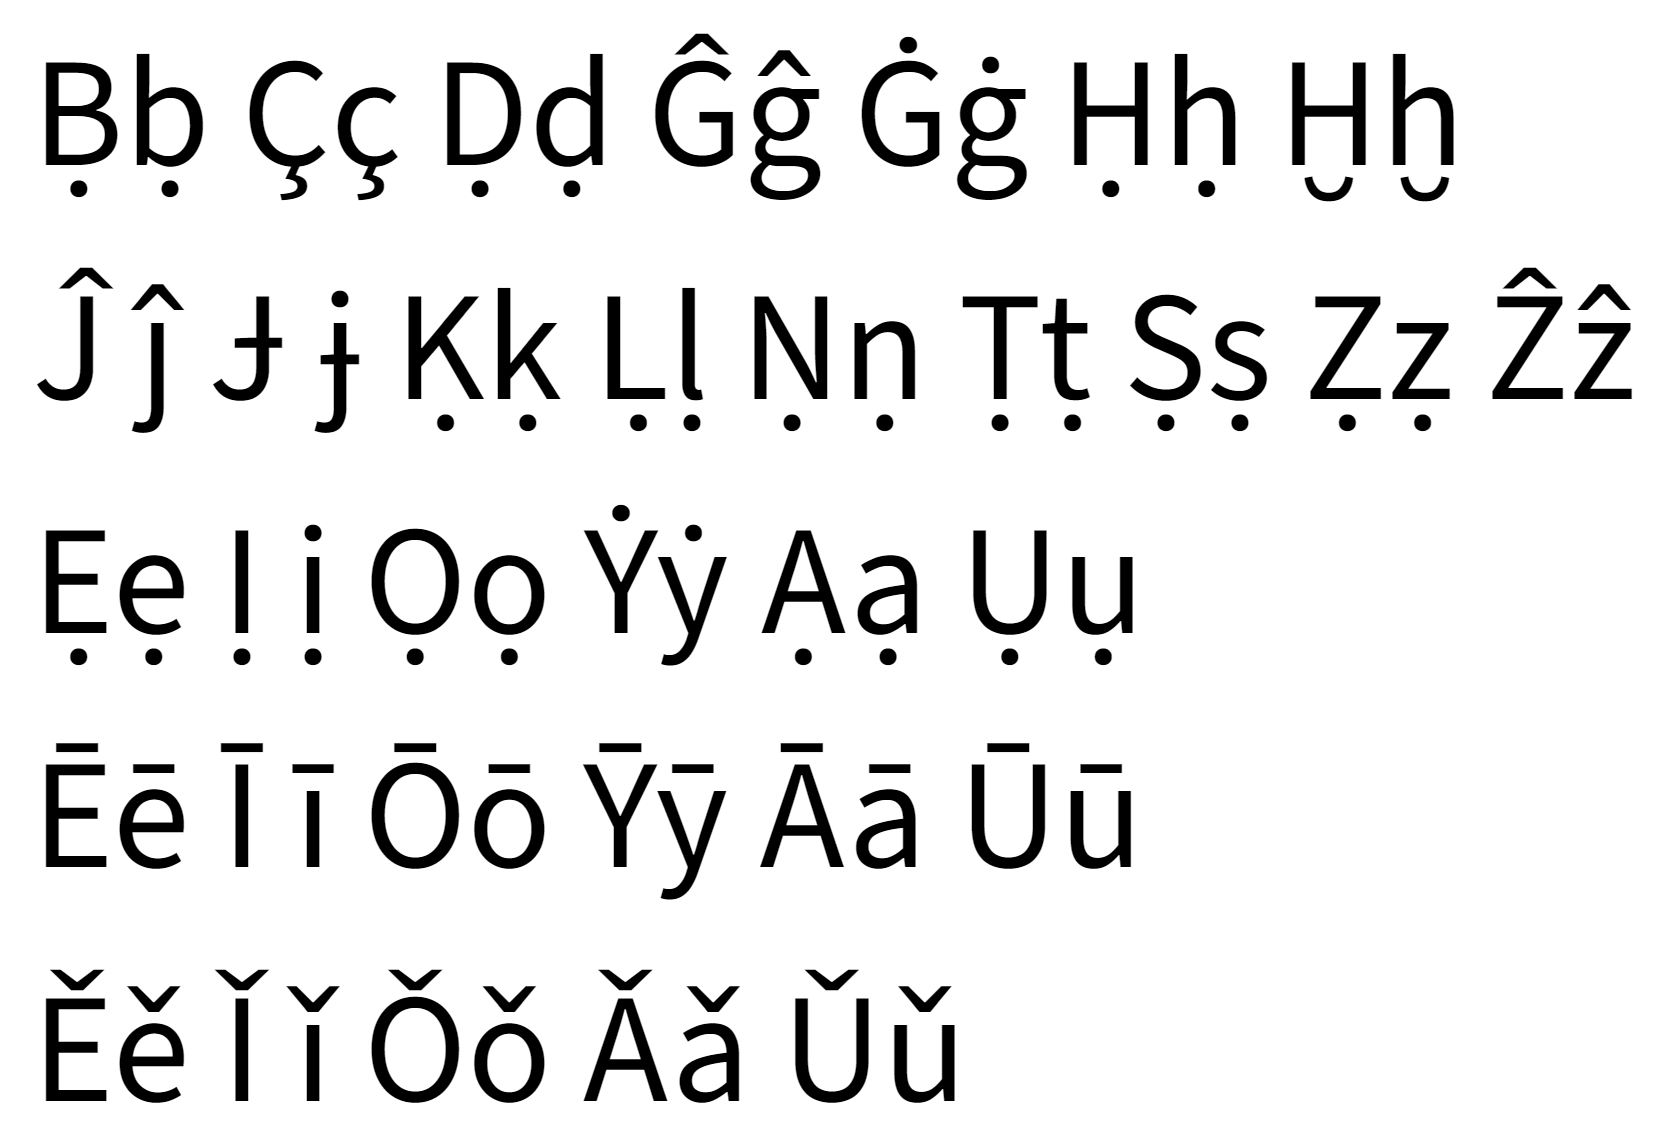 Ḅḅ Çç Ḍḍ Ĝĝ Ġġ Ḥḥ Ḫḫ
Ĵĵ Ɉɉ Ḳḳ Ḷḷ Ṇṇ Ṭṭ Ṣṣ Ẓẓ Ẑẑ
Ẹẹ Ịị Ọọ Ẏẏ Ạạ Ụụ
Ēē Īī Ōō Ȳȳ Āā Ūū
Ěě Ǐǐ Ǒǒ Ǎǎ Ǔǔ